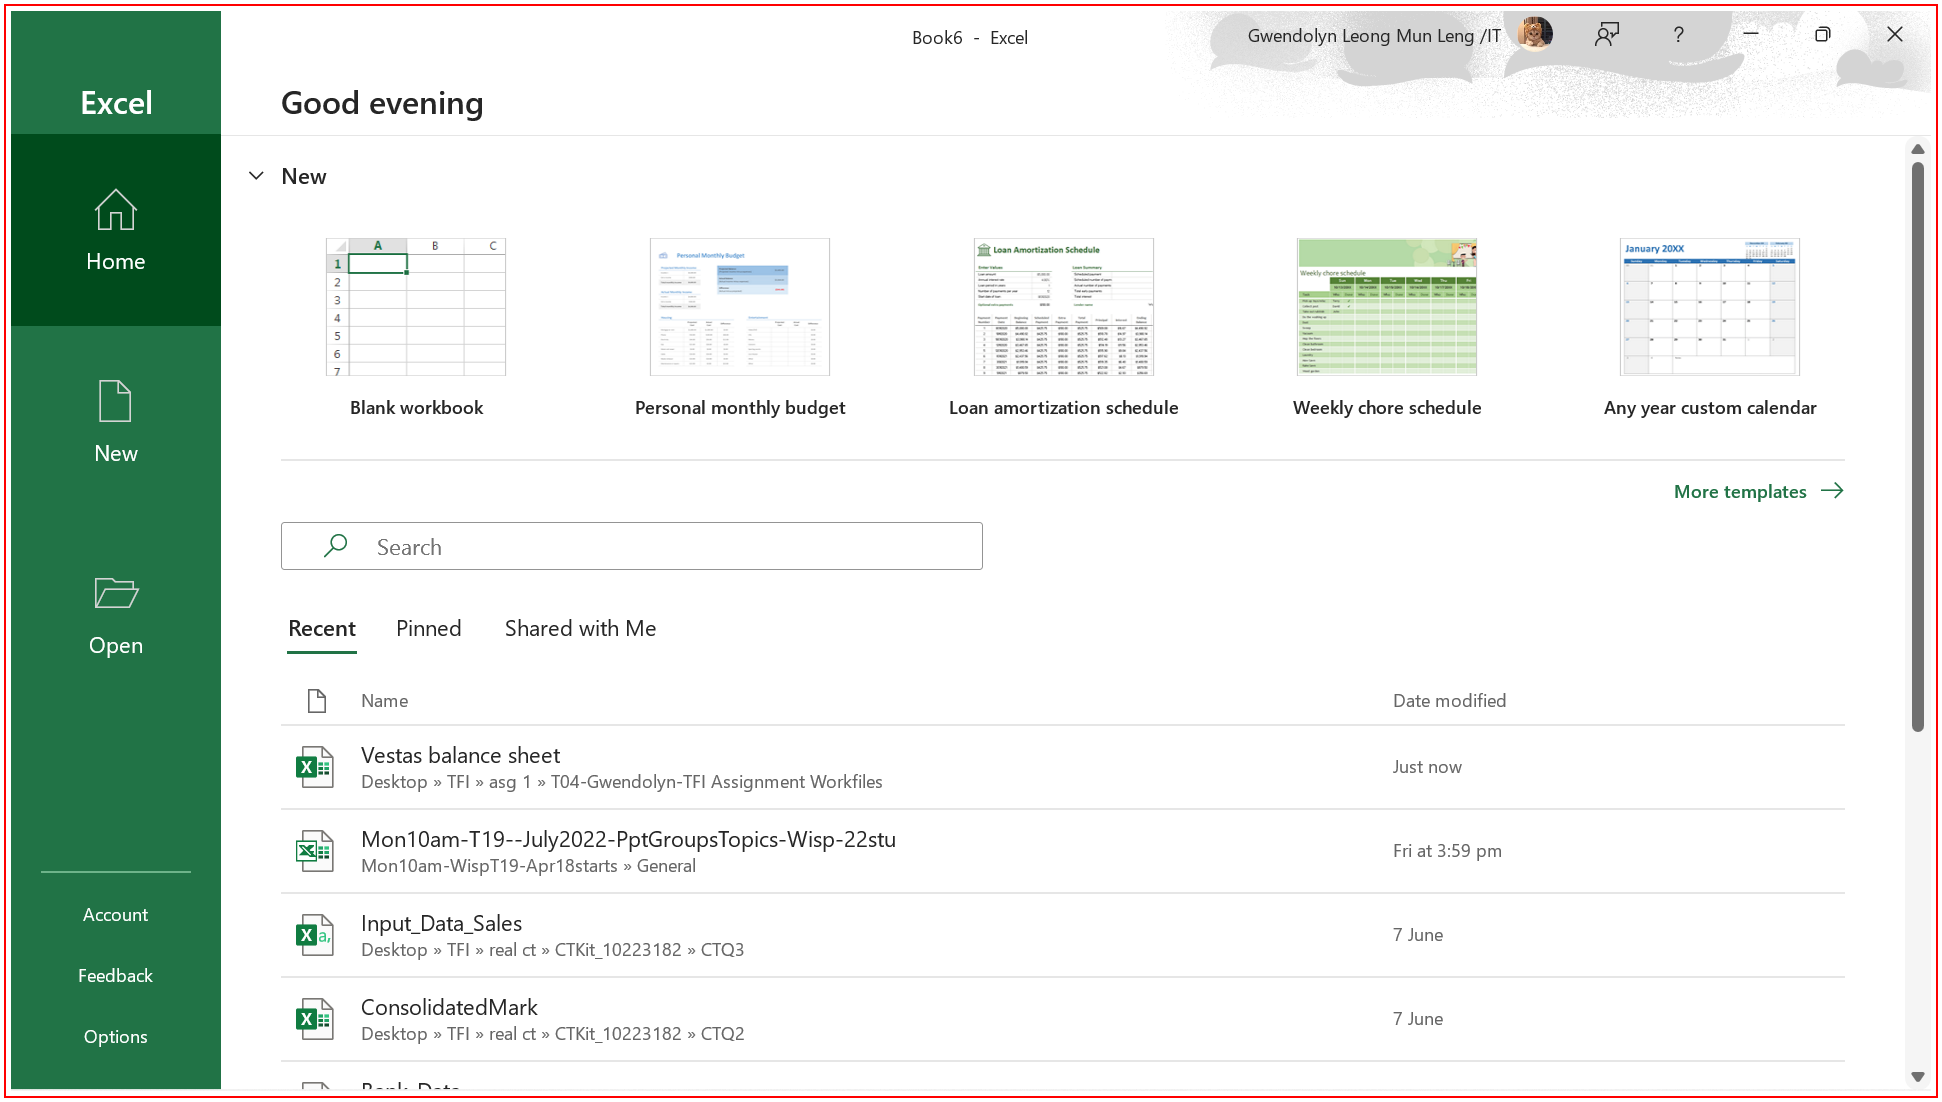 Book6 - Excel
Gwendolyn Leong Mun Leng /IT
?
Excel
Good evening
Home
New
Open
Account
Feedback
Options
New
A B C
1
2
3
4
5
6
7
Personal Monthly Budget
Loan Amortization Schedule
Weekly chore schedule
January 20XX
Blank workbook
Personal monthly budget
Loan amortization schedule
Weekly chore schedule
Any year custom calendar
More templates
Search
Recent Pinned Shared with Me
Name Date modified
Vestas balance sheet
Desktop » TFI » asg 1 » T04-Gwendolyn-TFI Assignment Workfiles
Just now
Mon10am-T19--July2022-PptGroupsTopics-Wisp-22stu
Mon10am-WispT19-Apr18starts » General
Fri at 3:59 pm
Input_Data_Sales
Desktop » TFI » real ct » CTKit_10223182 » CTQ3
7 June
ConsolidatedMark
Desktop » TFI » real ct » CTKit_10223182 » CTQ2
7 June